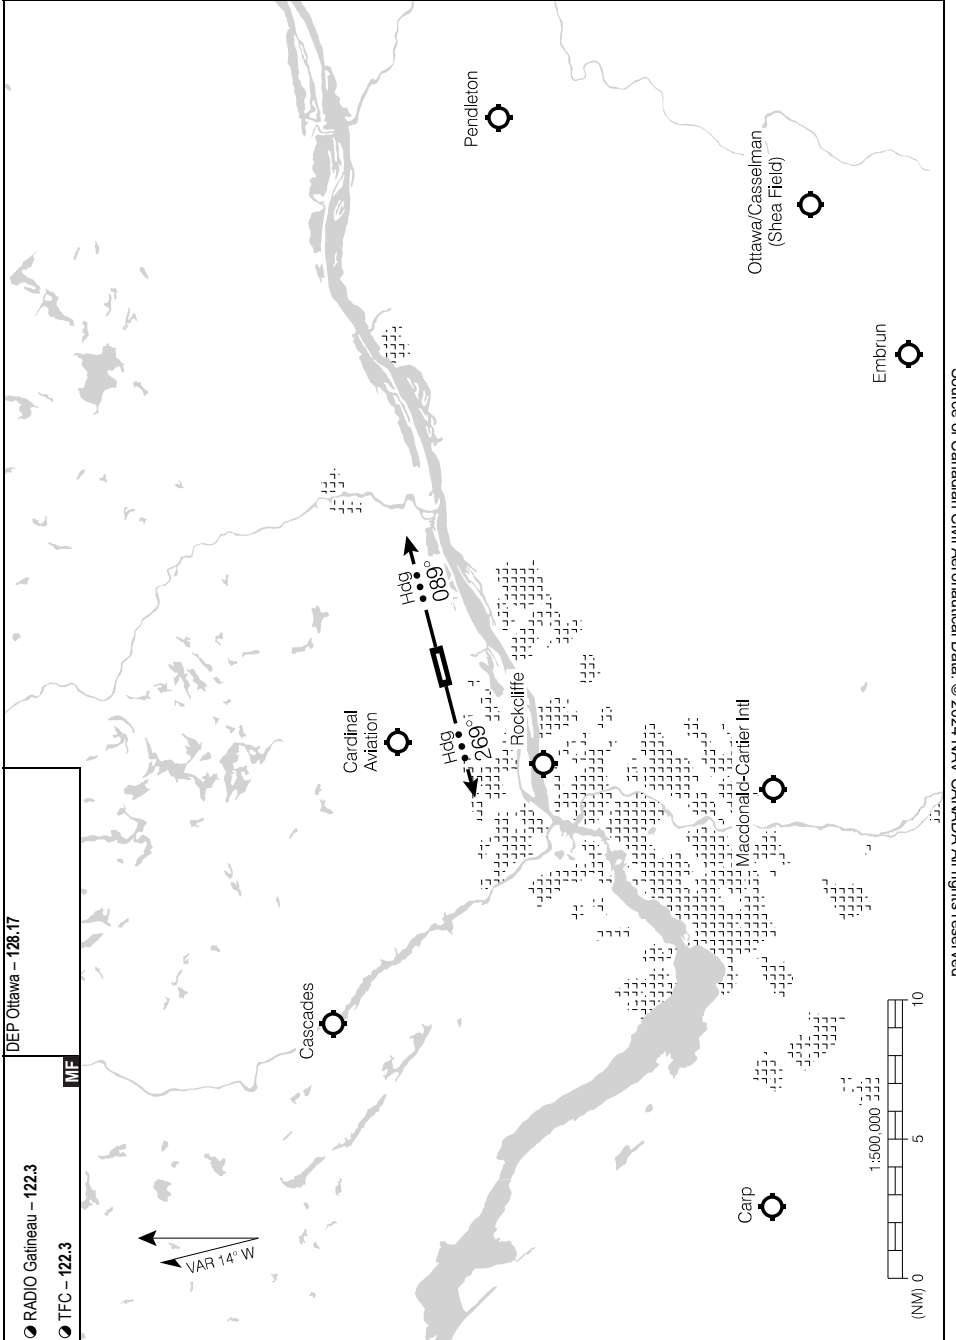 RADIO Gatineau – 122.3
TFC – 122.3
MF
DEP Ottawa – 128.17
VAR 14° W
Cascades
Cardinal
Aviation
Hdg
269°
Hdg
089°
Pendleton
Rockcliffe
Macdonald-Cartier Intl
Ottawa/Casselman
(Shea Field)
Embrun
Carp
1:500,000
(NM) 0 5 10
Source of Canadian Civil Aeronautical Data: © 2024 NAV CANADA All rights reserved